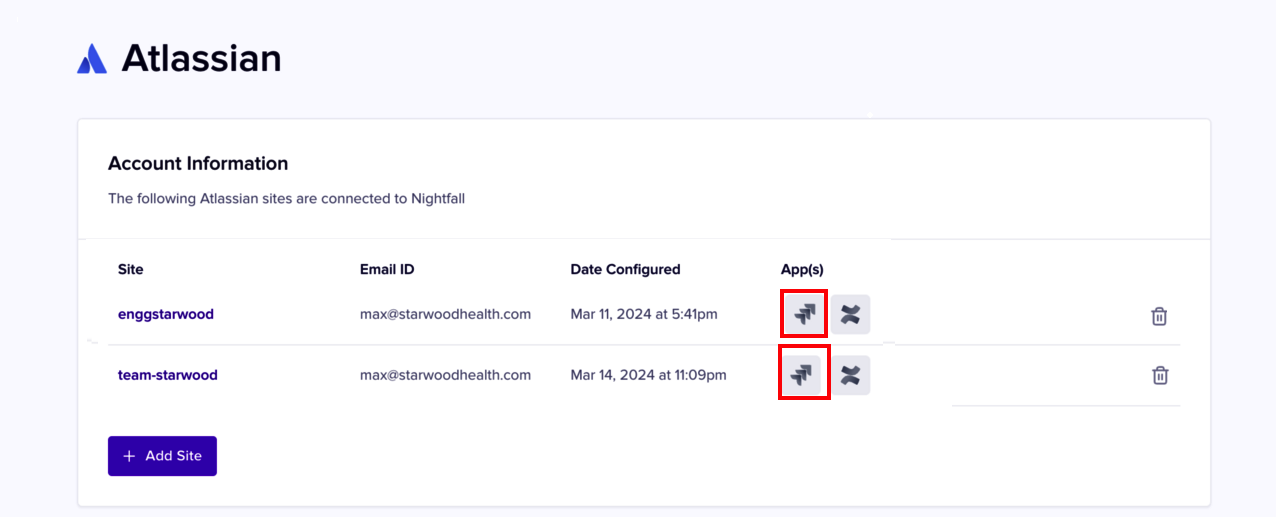 Atlassian
Account Information
The following Atlassian sites are connected to Nightfall
Site Email ID Date Configured App(s)
enggstarwood max@starwoodhealth.com Mar 11, 2024 at 5:41pm
team-starwood max@starwoodhealth.com Mar 14, 2024 at 11:09pm
+ Add Site